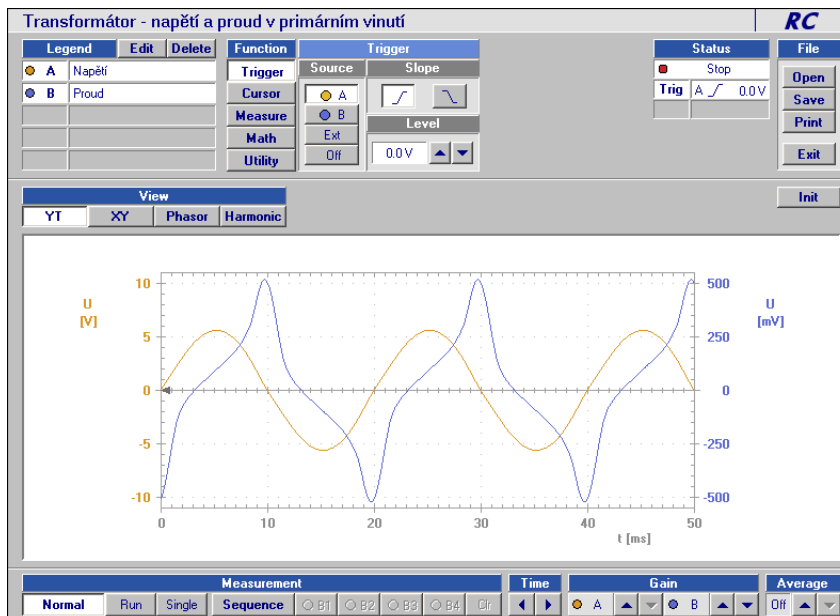 Transformátor - napětí a proud v primárním vinutí
RC
Legend Edit Delete
A Napětí
B Proud
Function
Trigger
Cursor
Measure
Math
Utility
Trigger
Source
A
B
Ext
Off
Slope
Level
0.0 V
Status
Stop
Trig A 0.0 V
File
Open
Save
Print
Exit
View
YT XY Phasor Harmonic
Init
U
[V]
10
5
0
-5
-10
500
250
0
-250
-500
U
[mV]
0 10 20 30 40 50
t [ms]
Measurement
Normal Run Single Sequence B1 B2 B3 B4 Clr
Time
Gain
A B
Average
Off